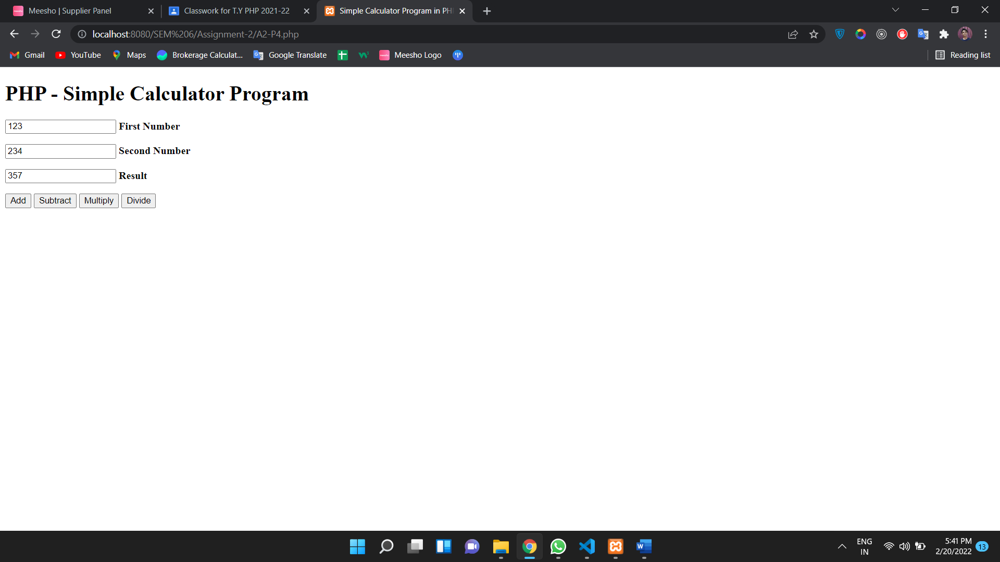 Meesho | Supplier Panel
Classwork for T.Y PHP 2021-22
Simple Calculator Program in PH
localhost:8080/SEM%206/Assignment-2/A2-P4.php
Gmail
YouTube
Maps
Brokerage Calculat...
Google Translate
Meesho Logo
Reading list
PHP - Simple Calculator Program
123 First Number
234 Second Number
357 Result
Add Subtract Multiply Divide
ENG
IN
5:41 PM
2/20/2022
13